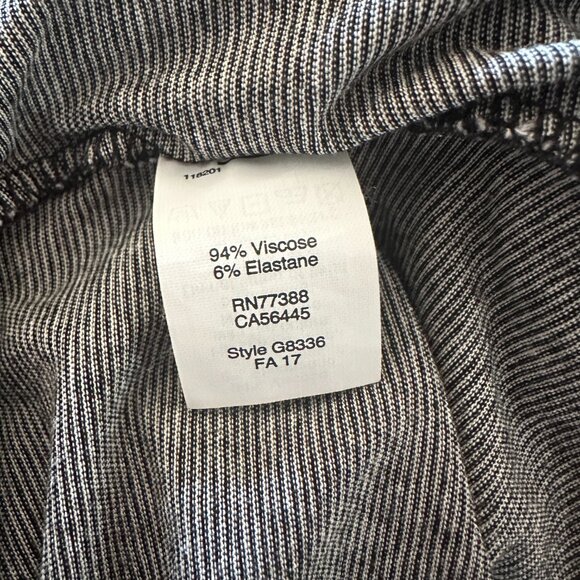 116201
94% Viscose
6% Elastane
RN77388
CA56445
Style G8336
FA 17